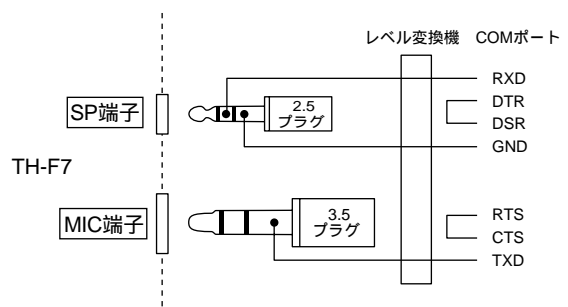 レベル変換機 COMポート
RXD
DTR
DSR
GND
SP端子
2.5
プラグ
TH-F7
MIC端子
3.5
プラグ
RTS
CTS
TXD